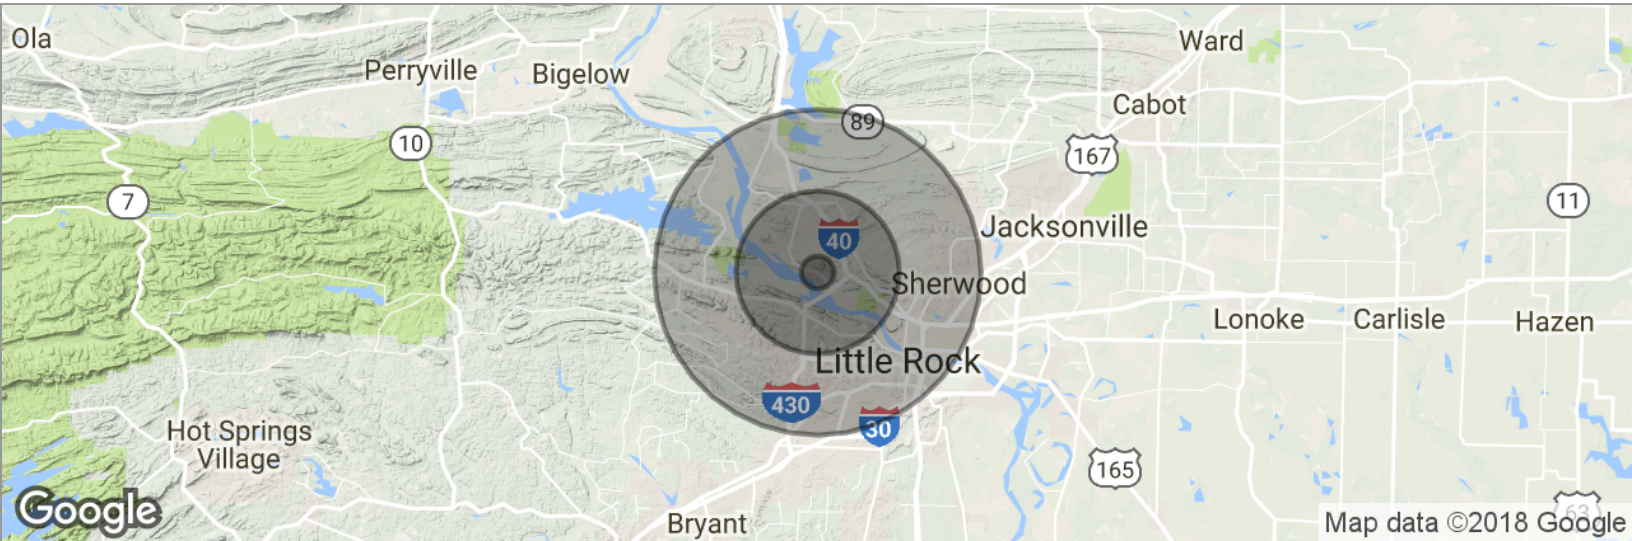 Ola
Ward
Perryville
Bigelow
Cabot
89
10
167
7
11
Jacksonville
40
Sherwood
Lonoke
Carlisle
Hazen
Little Rock
430
30
Hot Springs
Village
165
63
Google
Bryant
Map data ©2018 Google